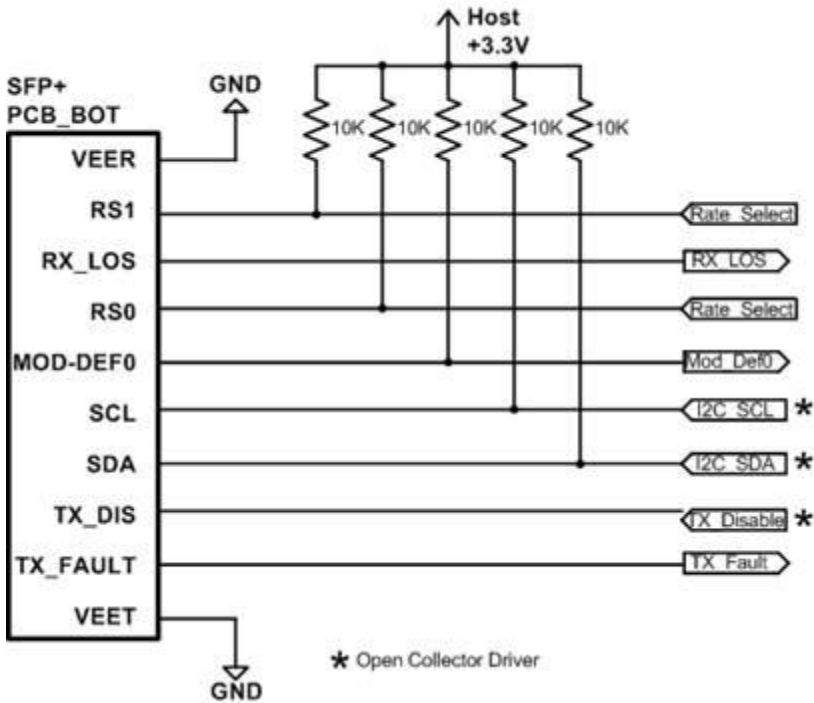 Host
+3.3V
SFP+
PCB_BOT
GND
10K 10K 10K 10K 10K
VEER
RS1 Rate_Select
RX_LOS RX_LOS
RS0 Rate_Select
MOD-DEF0 Mod_Def0
SCL I2C_SCL *
SDA I2C_SDA *
TX_DIS TX_Disable *
TX_FAULT TX_Fault
VEET
* Open Collector Driver
GND